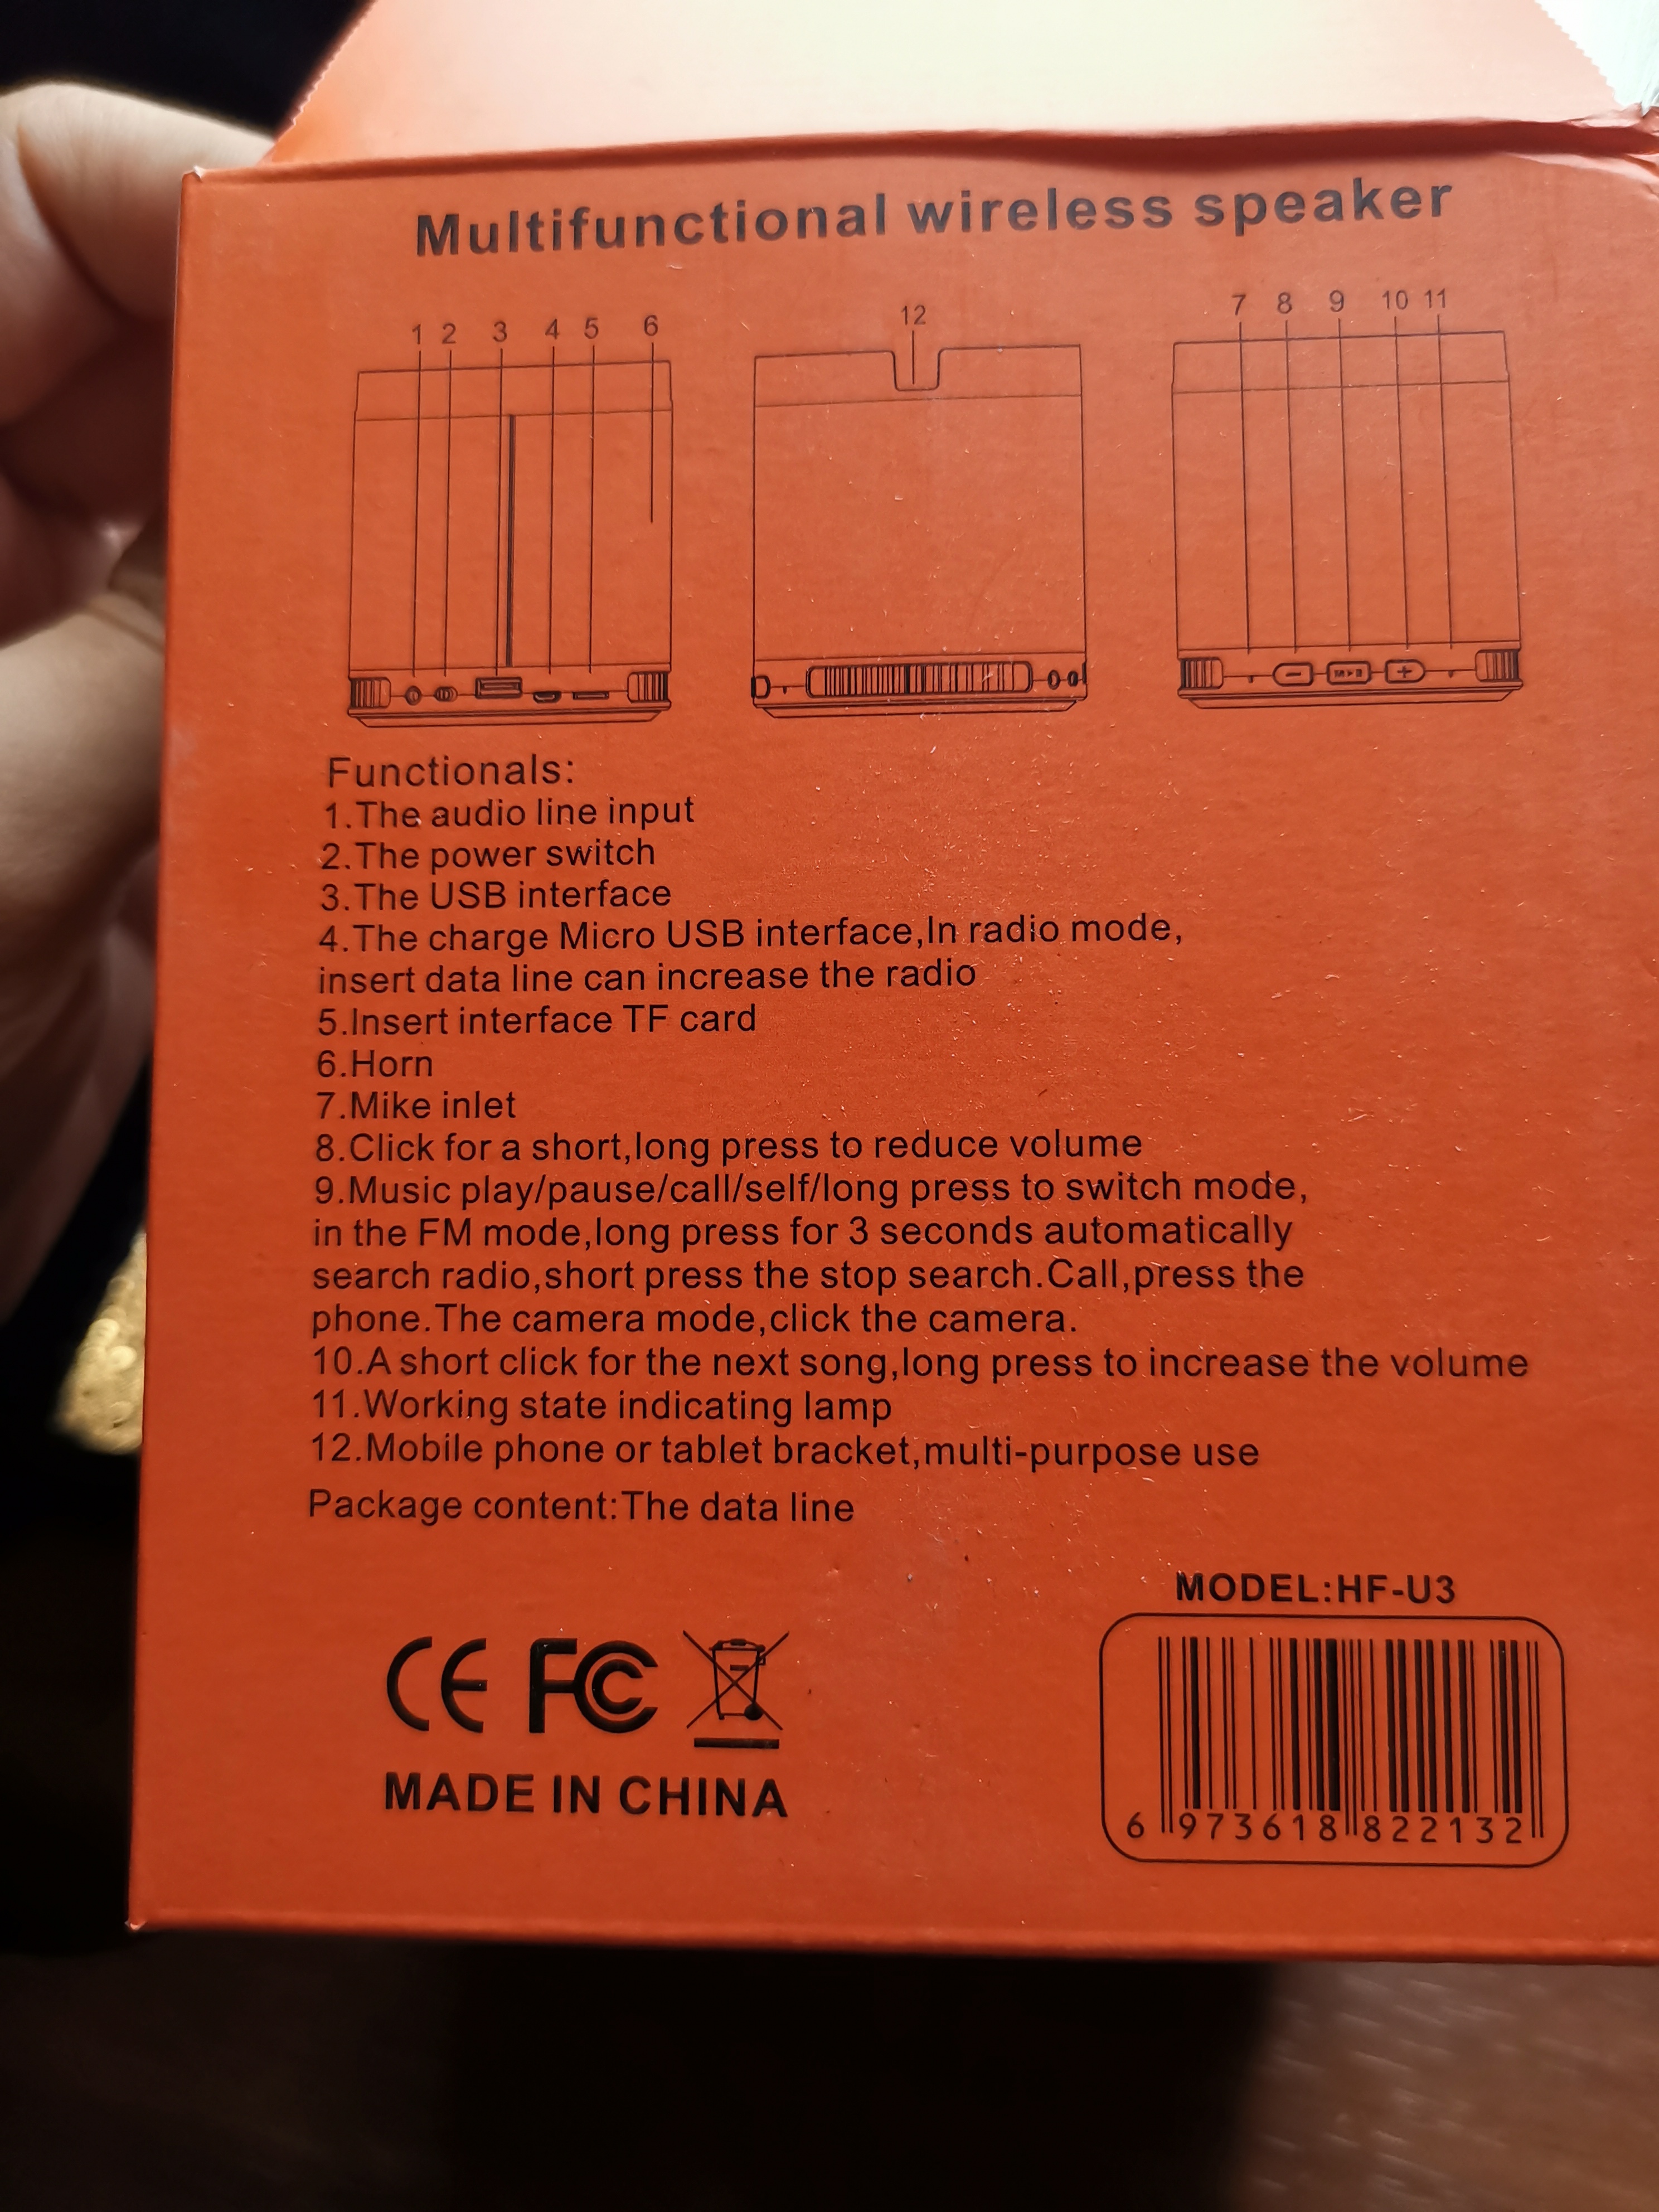 Multifunctional wireless speaker
1 2 3 4 5 6
12
7 8 9 10 11
Functionals:
1.The audio line input
2.The power switch
3.The USB interface
4.The charge Micro USB interface,In radio mode,
insert data line can increase the radio
5.Insert interface TF card
6.Horn
7.Mike inlet
8.Click for a short,long press to reduce volume
9.Music play/pause/call/self/long press to switch mode,
in the FM mode,long press for 3 seconds automatically
search radio,short press the stop search.Call,press the
phone.The camera mode,click the camera.
10.A short click for the next song,long press to increase the volume
11.Working state indicating lamp
12.Mobile phone or tablet bracket,multi-purpose use
Package content:The data line
MODEL:HF-U3
CE FC
MADE IN CHINA
6 973618 822132